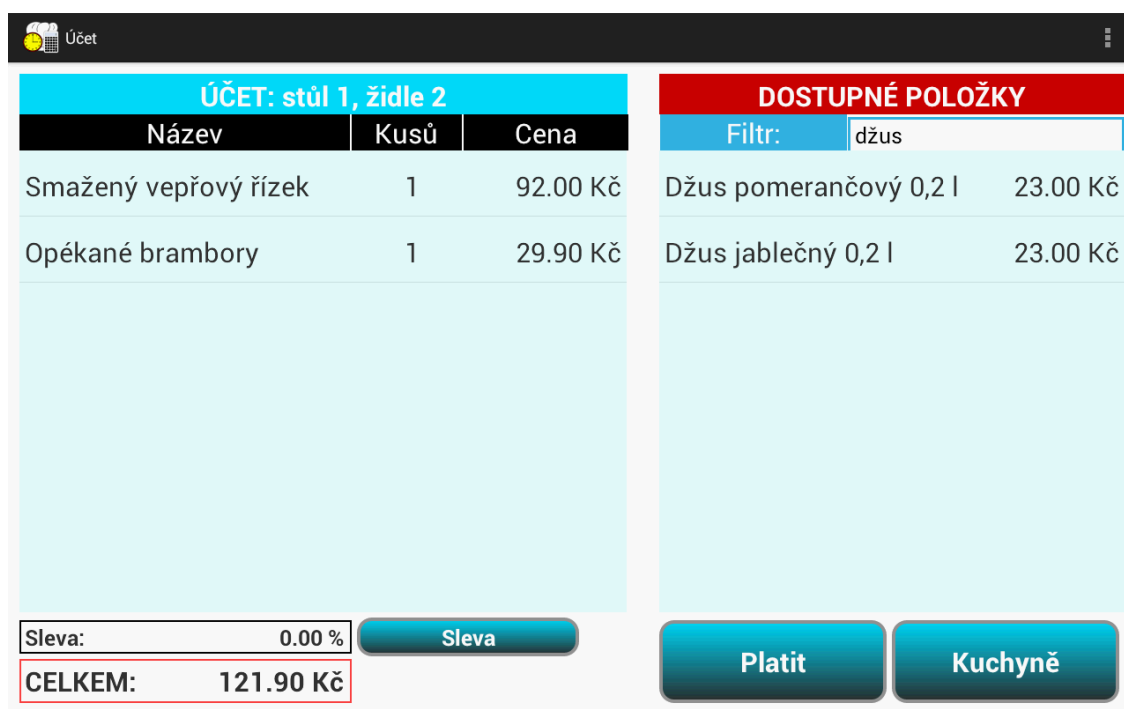 Účet
ÚČET: stůl 1, židle 2
Název Kusů Cena
Smažený vepřový řízek 1 92.00 Kč
Opékané brambory 1 29.90 Kč
Sleva: 0.00 % Sleva
CELKEM: 121.90 Kč
DOSTUPNÉ POLOŽKY
Filtr: džus
Džus pomerančový 0,2 l 23.00 Kč
Džus jablečný 0,2 l 23.00 Kč
Platit Kuchyně